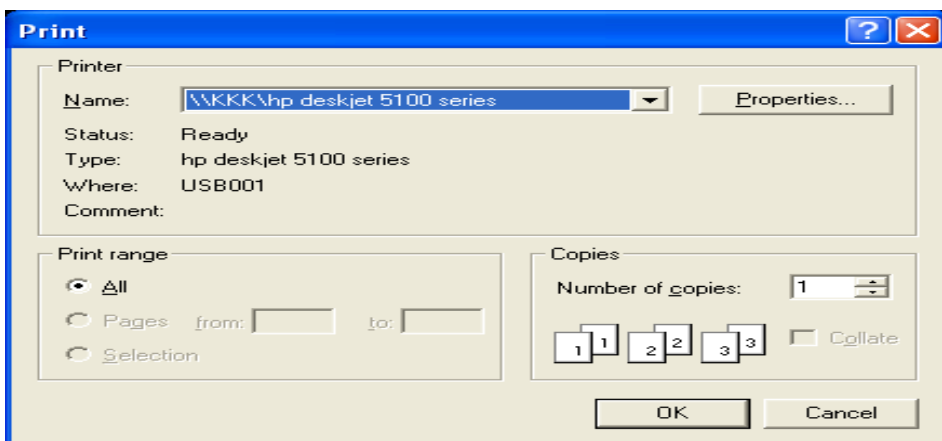 Print
Printer
Name: \\KKK\hp deskjet 5100 series Properties...
Status: Ready
Type: hp deskjet 5100 series
Where: USB001
Comment:
Print range Copies
All Number of copies: 1
Pages from: to:
1 1 2 2 3 3 Collate
Selection
OK Cancel